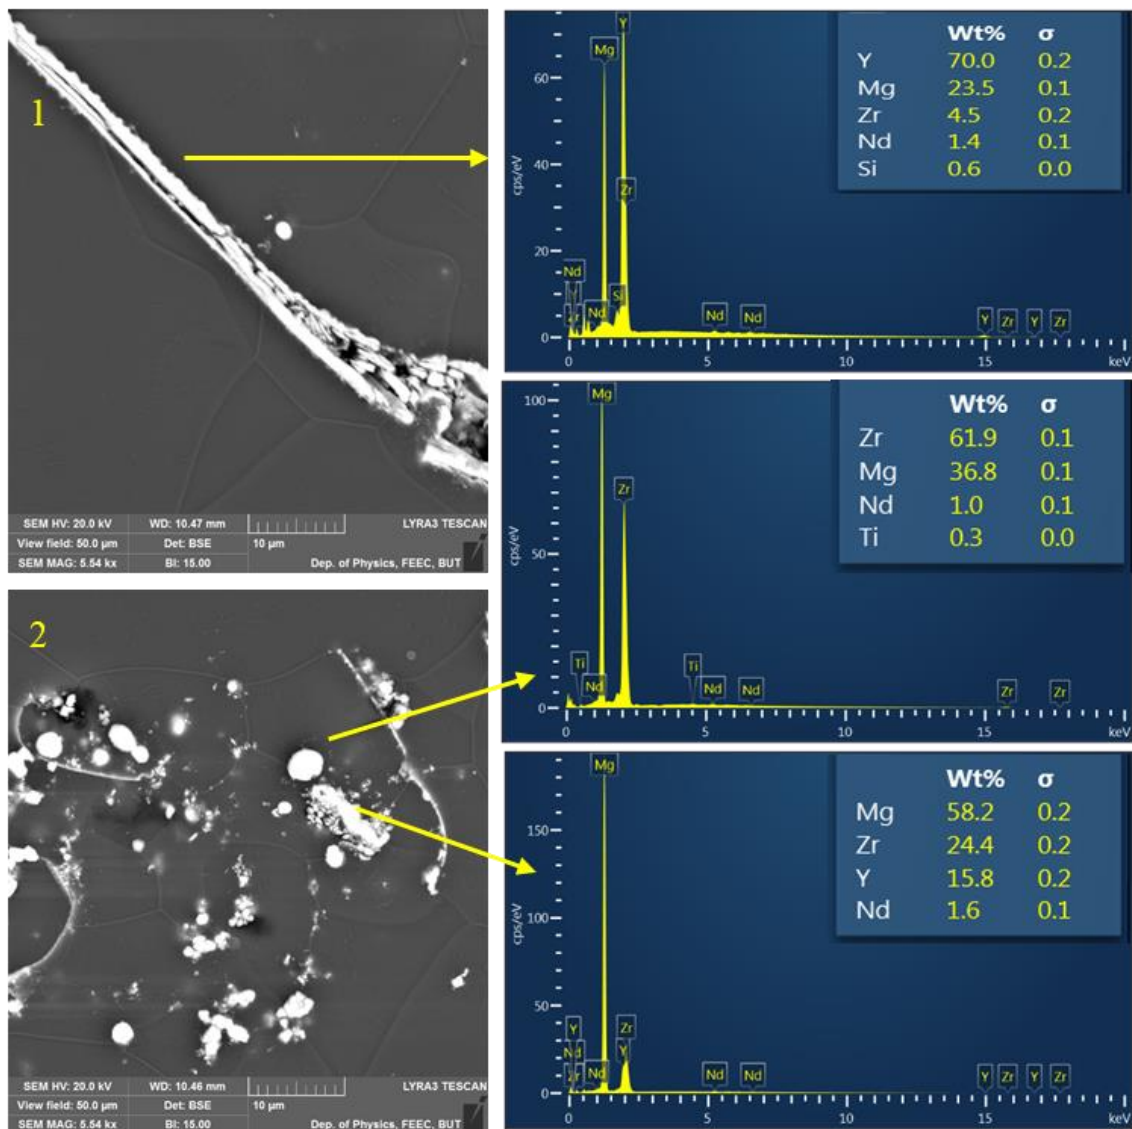 1
SEM HV: 20.0 kV WD: 10.47 mm LYRA3 TESCAN
View field: 50.0 µm Det: BSE 10 µm
SEM MAG: 5.54 kx BI: 15.00 Dep. of Physics, FEEC, BUT
Wt% σ
Y 70.0 0.2
Mg 23.5 0.1
Zr 4.5 0.2
Nd 1.4 0.1
Si 0.6 0.0
Y
Mg
Zr
Nd
Y
Zr
Nd
Si
Nd
Nd
Y
Zr
Y
Zr
cps/eV
60
40
20
0
0 5 10 15 keV
Wt% σ
Zr 61.9 0.1
Mg 36.8 0.1
Nd 1.0 0.1
Ti 0.3 0.0
Mg
Zr
Ti
Nd
Ti
Nd
Nd
Zr
Zr
cps/eV
100
50
0
0 5 10 15 keV
2
SEM HV: 20.0 kV WD: 10.46 mm LYRA3 TESCAN
View field: 50.0 µm Det: BSE 10 µm
SEM MAG: 5.54 kx BI: 15.00 Dep. of Physics, FEEC, BUT
Wt% σ
Mg 58.2 0.2
Zr 24.4 0.2
Y 15.8 0.2
Nd 1.6 0.1
Mg
Y
Nd
Zr
Nd
Zr
Y
Nd
Nd
Y
Zr
Y
Zr
cps/eV
150
100
50
0
0 5 10 15 keV